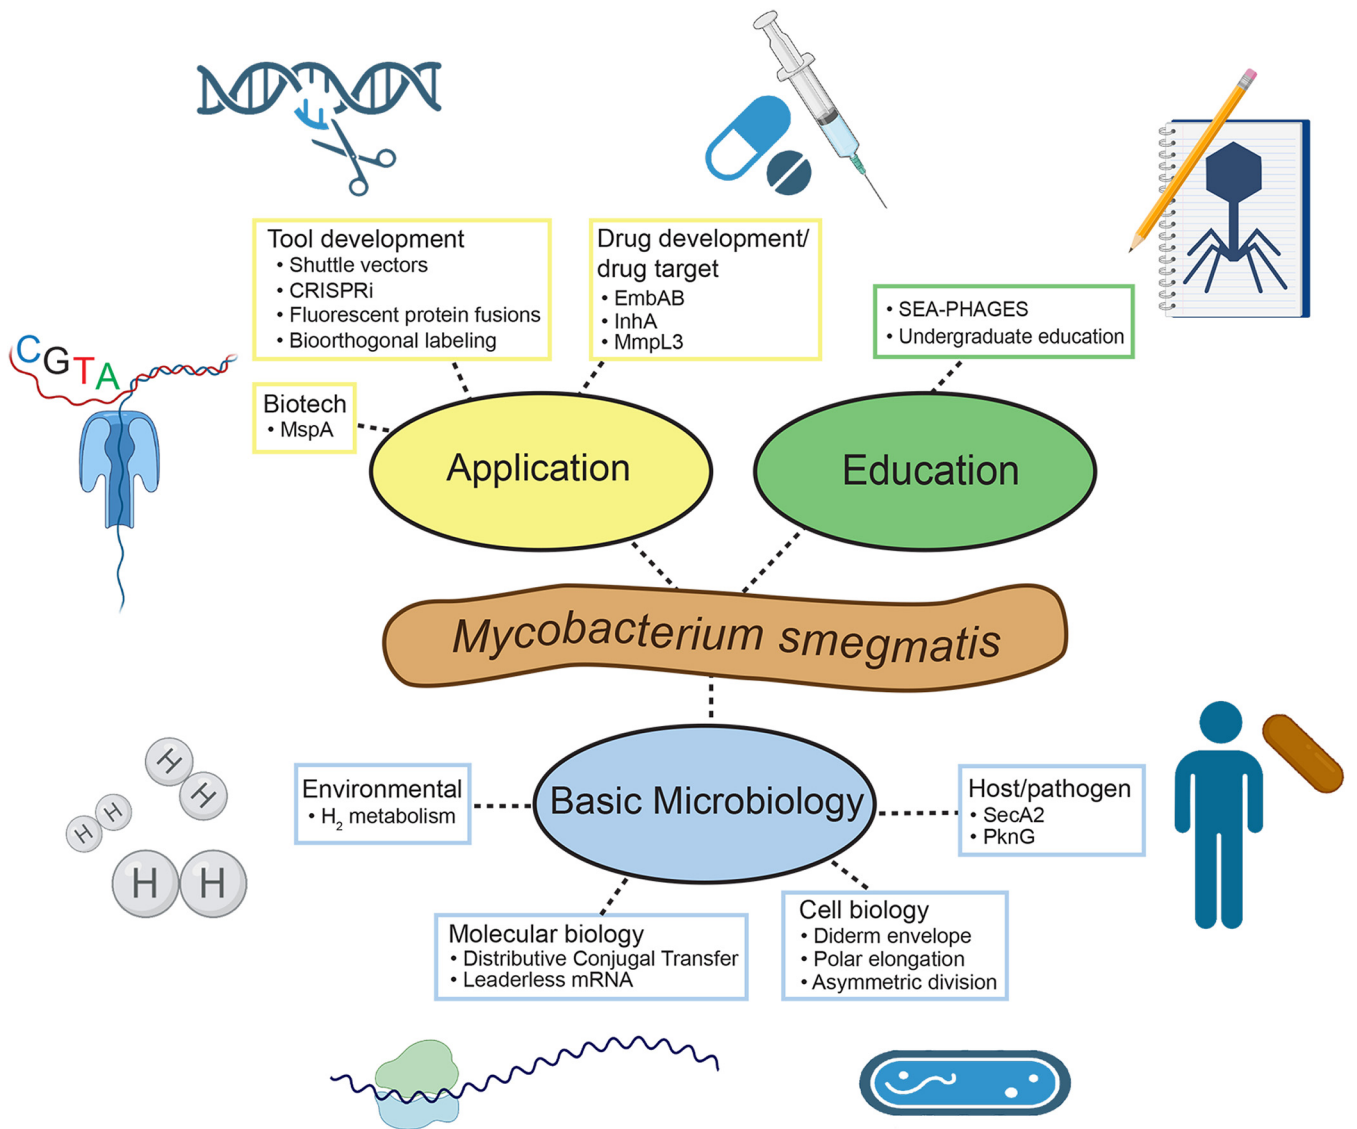 Tool development
• Shuttle vectors
• CRISPRi
• Fluorescent protein fusions
• Bioorthogonal labeling
Drug development/
drug target
• EmbAB
• InhA
• MmpL3
• SEA-PHAGES
• Undergraduate education
CGTA
Biotech
• MspA
Application
Education
Mycobacterium smegmatis
Basic Microbiology
Environmental
• H2 metabolism
Host/pathogen
• SecA2
• PknG
H H
H H
H H
Molecular biology
• Distributive Conjugal Transfer
• Leaderless mRNA
Cell biology
• Diderm envelope
• Polar elongation
• Asymmetric division